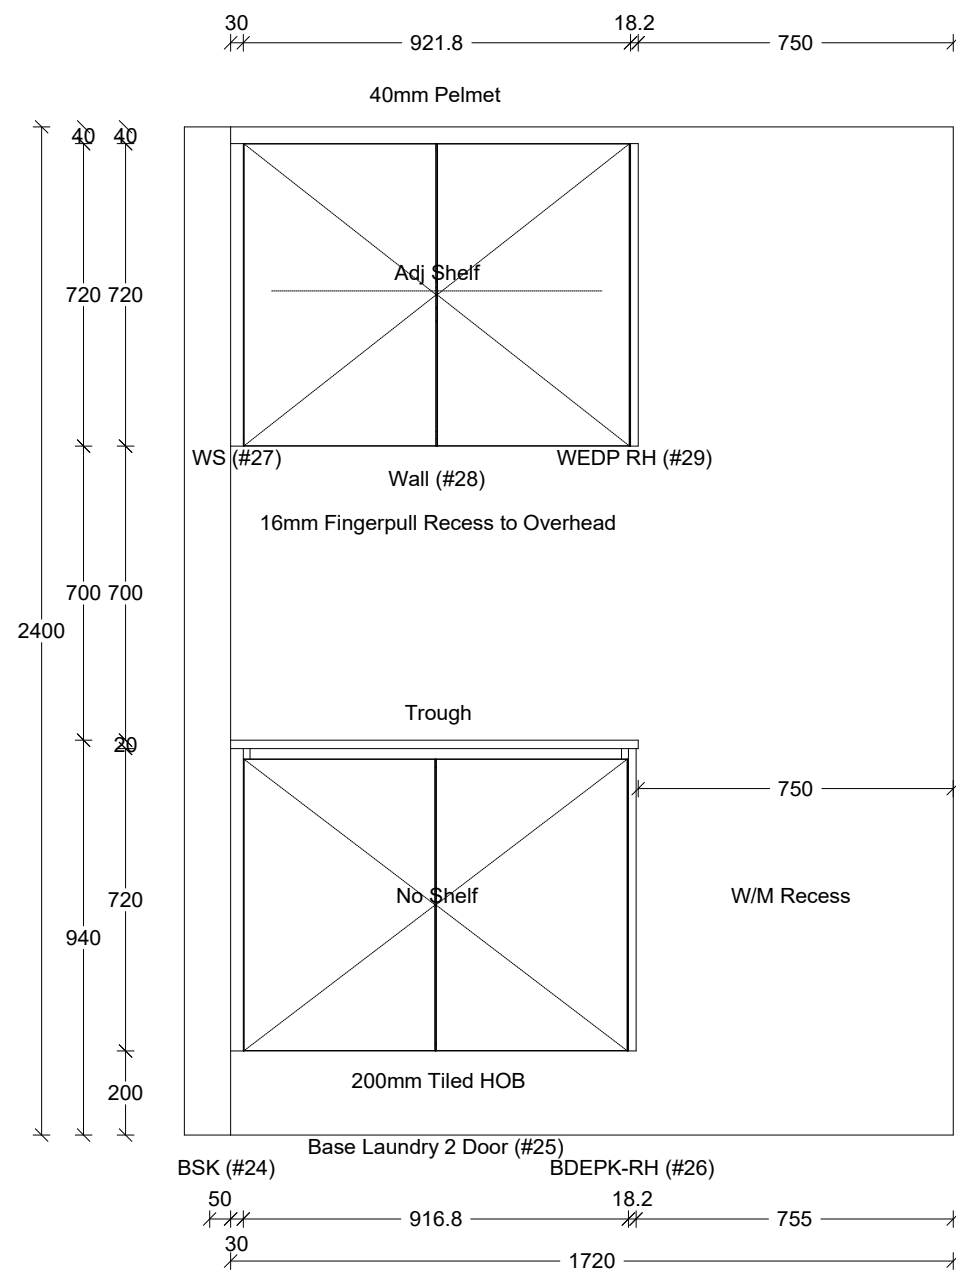 30
18.2
921.8
750
40mm Pelmet
40 40
Adj Shelf
720 720
WS (#27)
WEDP RH (#29)
Wall (#28)
16mm Fingerpull Recess to Overhead
700 700
2400
Trough
20
750
No Shelf
W/M Recess
720
940
200mm Tiled HOB
200
Base Laundry 2 Door (#25)
BSK (#24)
BDEPK-RH (#26)
50
18.2
916.8
755
30
1720